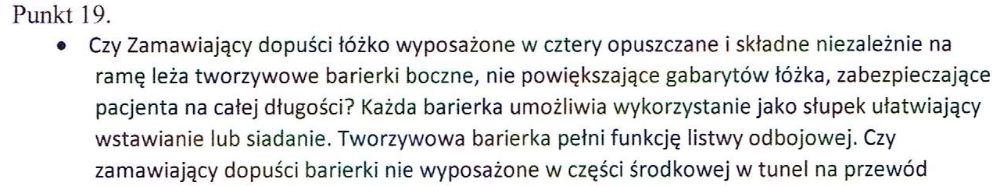 Punkt 19.
• Czy Zamawiający dopuści łóżko wyposażone w cztery opuszczane i składne niezależnie na
ramę leża tworzywowe barierki boczne, nie powiększające gabarytów łóżka, zabezpieczające
pacjenta na całej długości? Każda barierka umożliwia wykorzystanie jako słupek ułatwiający
wstawianie lub siadanie. Tworzywowa barierka pełni funkcję listwy odbojowej. Czy
zamawiający dopuści barierki nie wyposażone w części środkowej w tunel na przewód